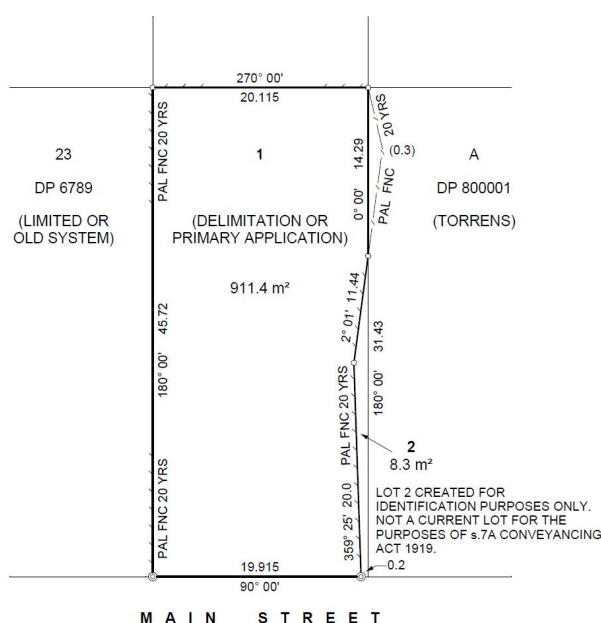 270° 00'
20.115
PAL FNC 20 YRS
20 YRS
PAL FNC
(0.3)
14.29
0° 00'
23
DP 6789
(LIMITED OR
OLD SYSTEM)
1
(DELIMITATION OR
PRIMARY APPLICATION)
911.4 m²
A
DP 800001
(TORRENS)
45.72
180° 00'
2° 01' 11.44
31.43
180° 00'
PAL FNC 20 YRS
2
8.3 m²
PAL FNC 20 YRS
359° 25' 20.0
LOT 2 CREATED FOR
IDENTIFICATION PURPOSES ONLY.
NOT A CURRENT LOT FOR THE
PURPOSES OF s.7A CONVEYANCING
ACT 1919.
0.2
19.915
90° 00'
MAIN STREET